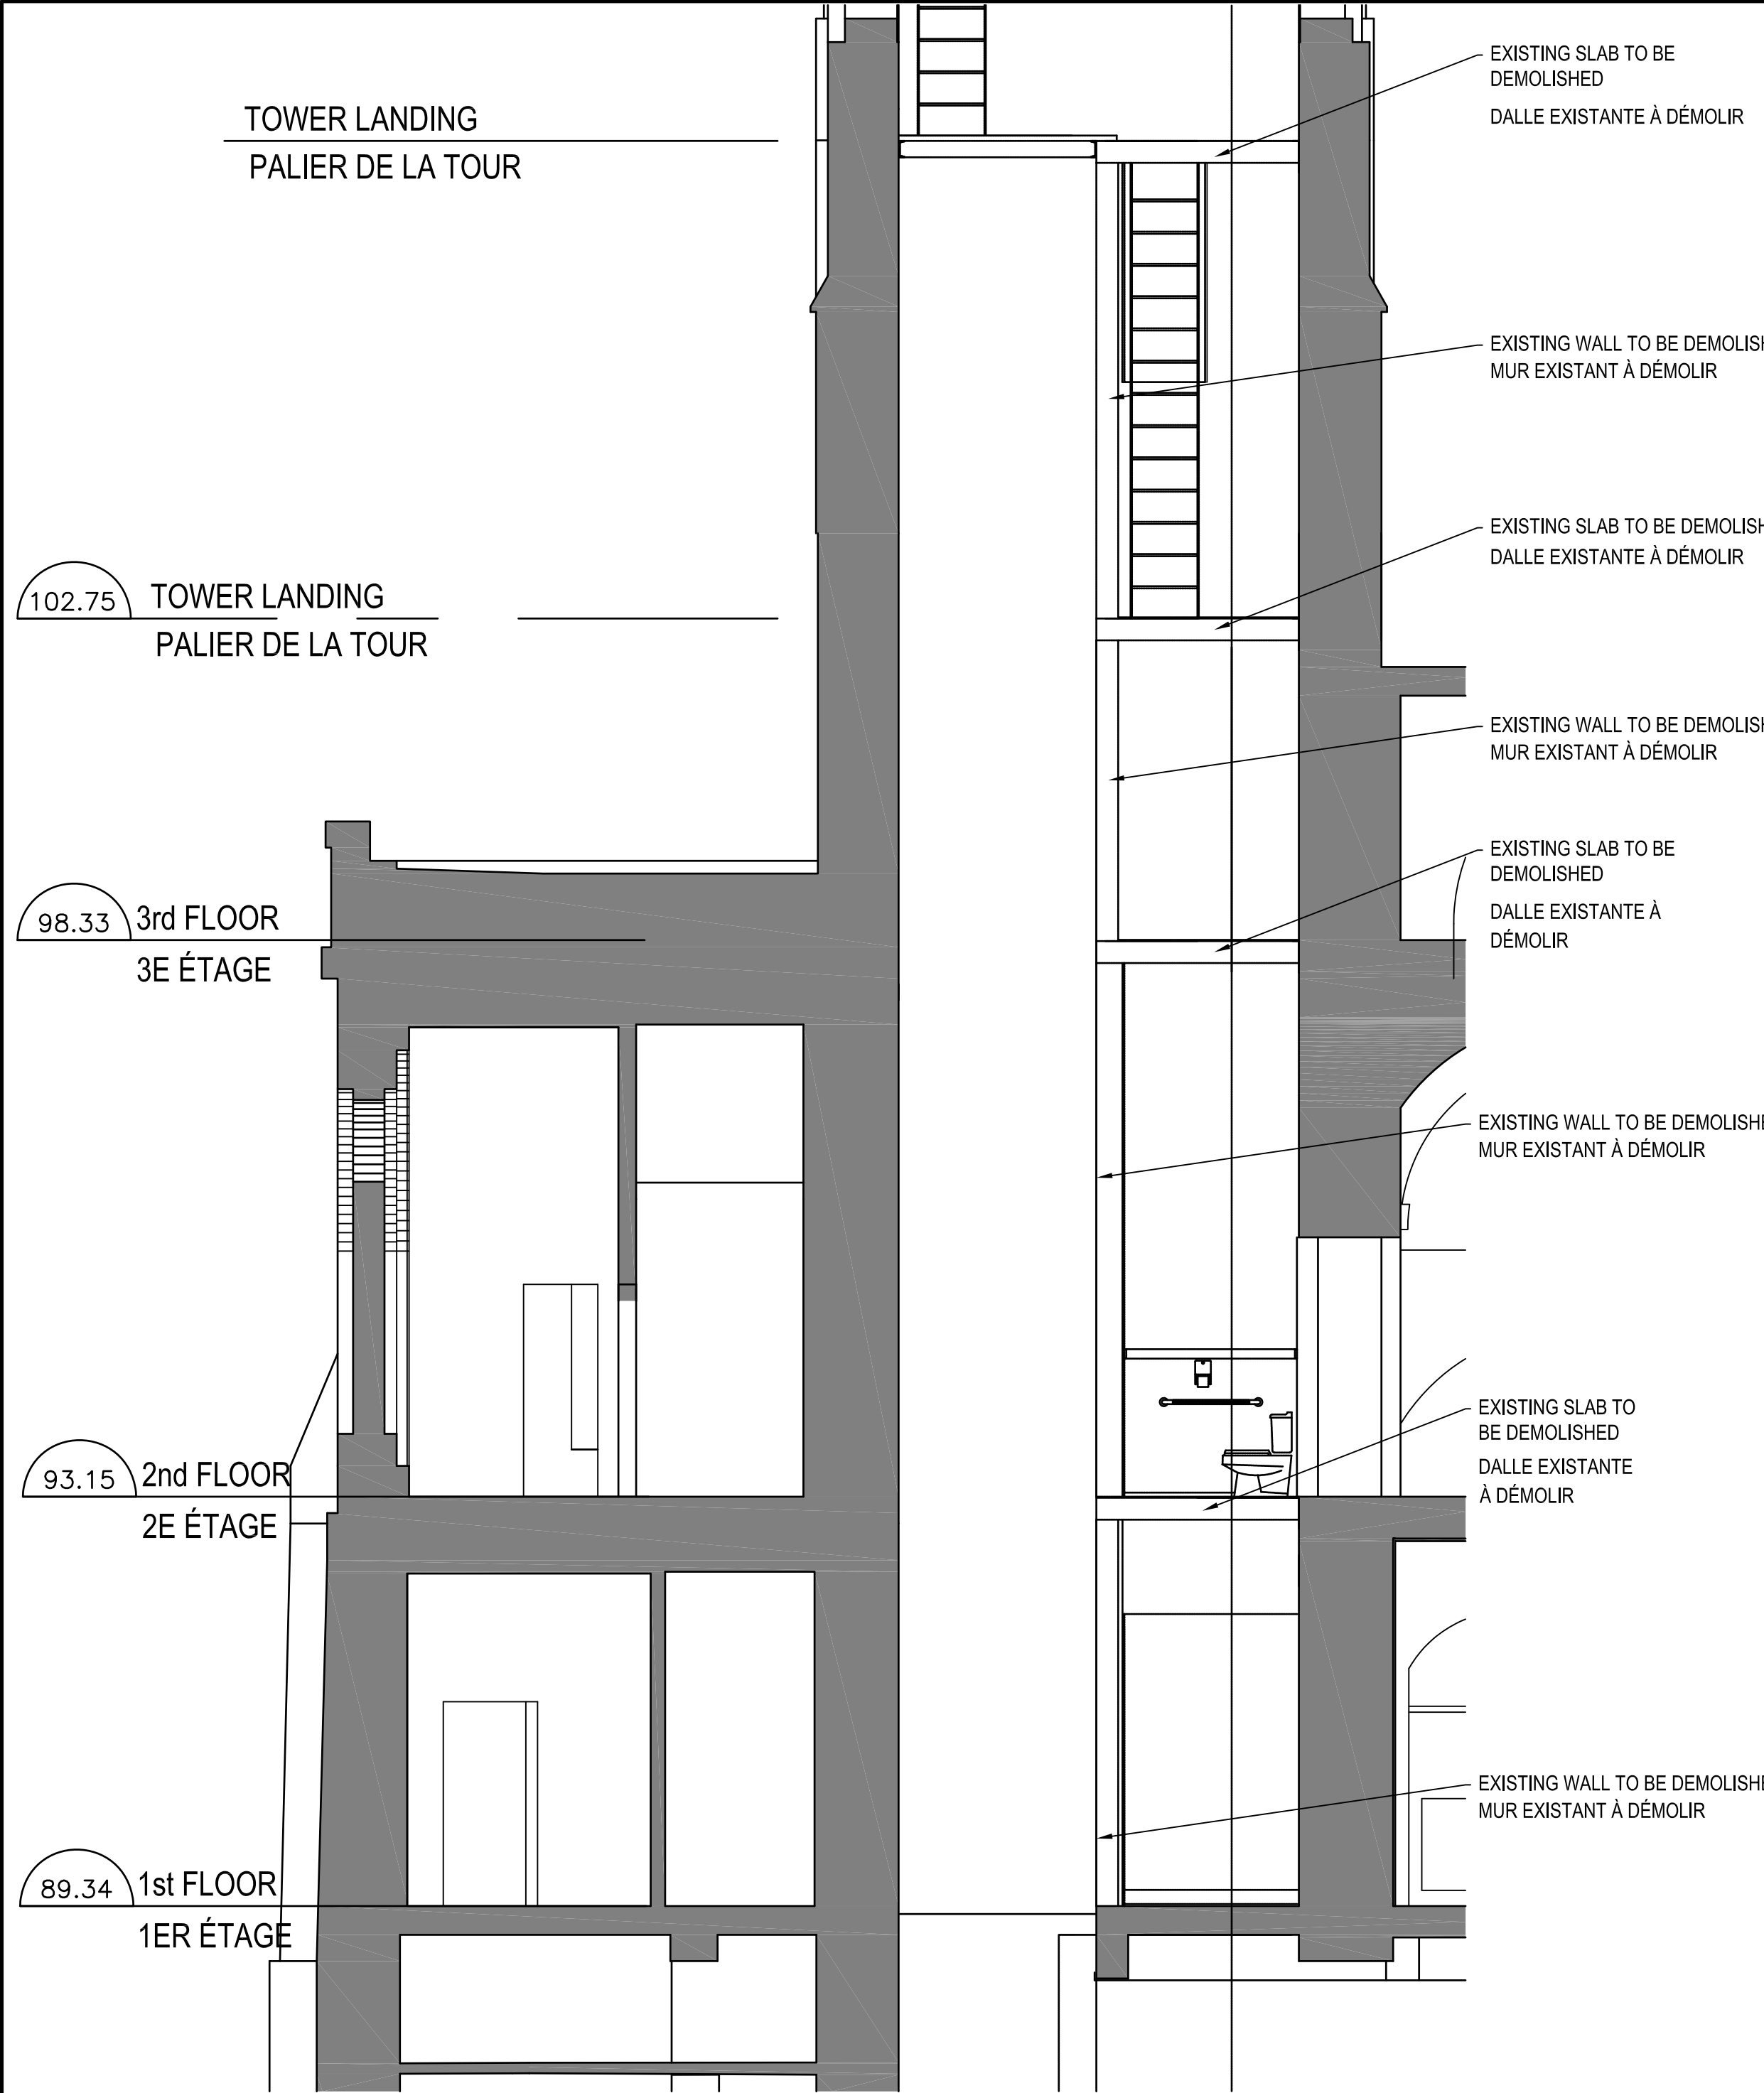 TOWER LANDING
PALIER DE LA TOUR
102.75
TOWER LANDING
PALIER DE LA TOUR
98.33
3rd FLOOR
3E ÉTAGE
93.15
2nd FLOOR
2E ÉTAGE
89.34
1st FLOOR
1ER ÉTAGE
EXISTING SLAB TO BE
DEMOLISHED
DALLE EXISTANTE À DÉMOLIR
EXISTING WALL TO BE DEMOLISH
MUR EXISTANT À DÉMOLIR
EXISTING SLAB TO BE DEMOLISH
DALLE EXISTANTE À DÉMOLIR
EXISTING WALL TO BE DEMOLISH
MUR EXISTANT À DÉMOLIR
EXISTING SLAB TO BE
DEMOLISHED
DALLE EXISTANTE À
DÉMOLIR
EXISTING WALL TO BE DEMOLISHE
MUR EXISTANT À DÉMOLIR
EXISTING SLAB TO
BE DEMOLISHED
DALLE EXISTANTE
À DÉMOLIR
EXISTING WALL TO BE DEMOLISHE
MUR EXISTANT À DÉMOLIR